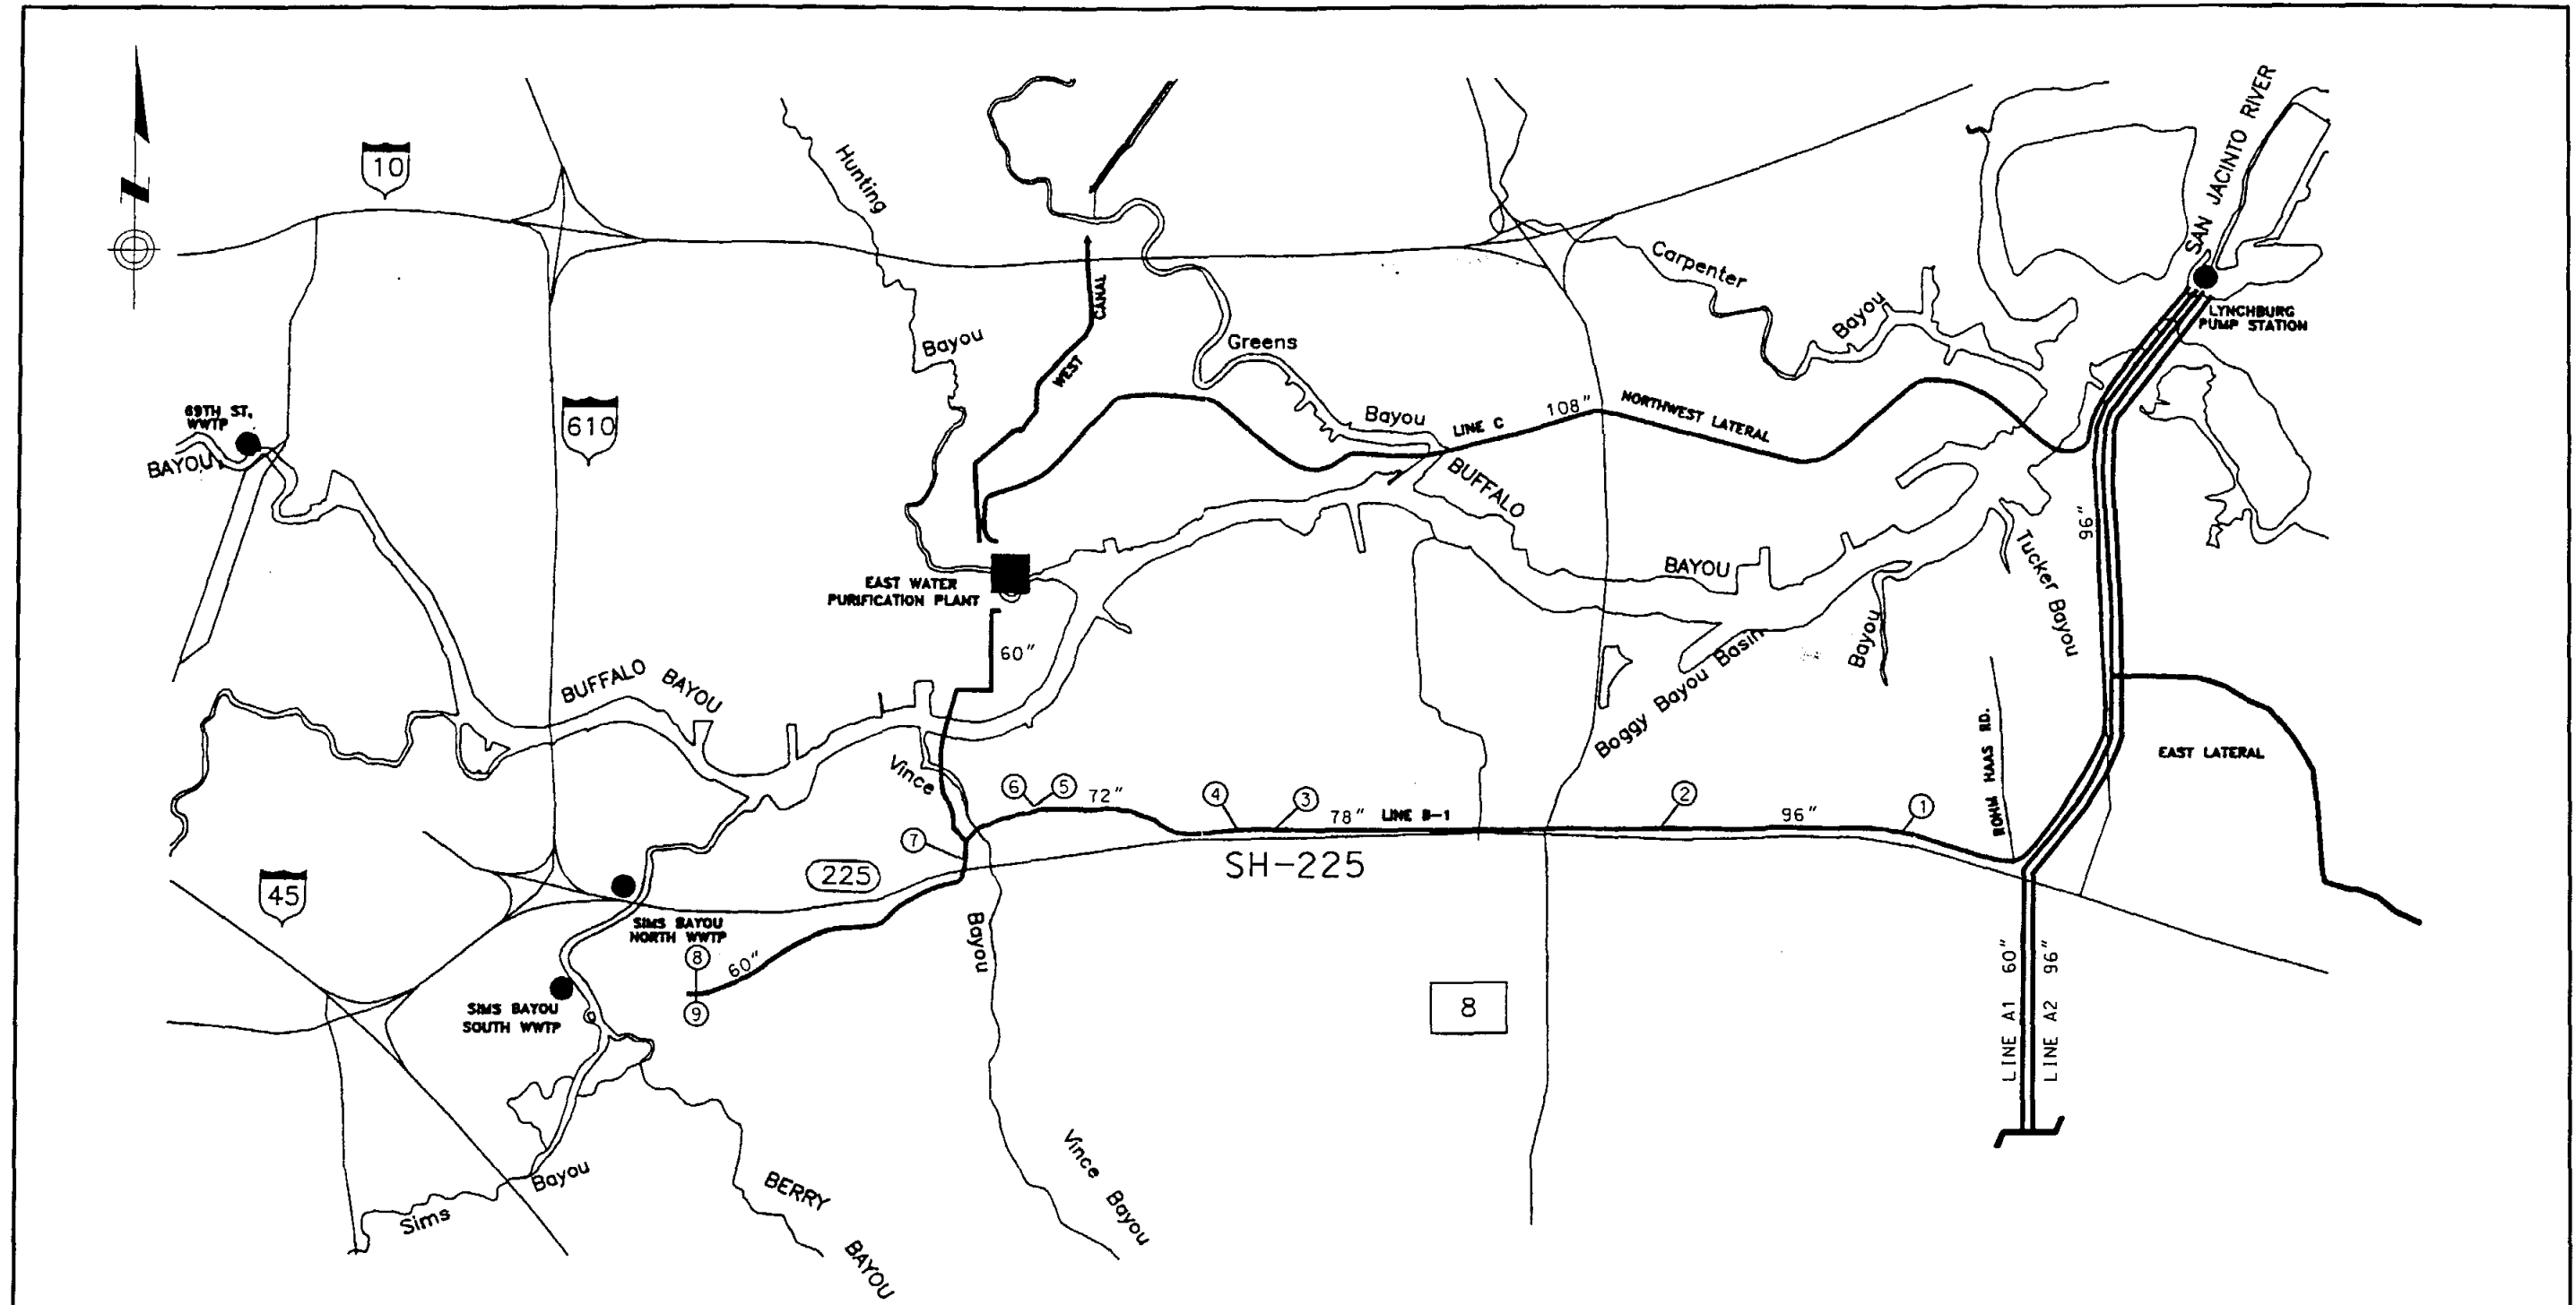 N
10
Hunting
Bayou
CANAL
WEST
Greens
Bayou
Carpenter
Bayou
SAN JACINTO RIVER
LYNCHBURG
PUMP STATION
69TH ST.
WWTP
BAYOU
610
LINE C
108"
NORTHWEST LATERAL
BUFFALO
BAYOU
96"
Tucker Bayou
EAST WATER
PURIFICATION PLANT
60"
BUFFALO BAYOU
Vince
Boggy Bayou Basin
Bayou
ROHM HAAS RD.
EAST LATERAL
6
5
72"
4
3
78"
LINE B-1
2
96"
1
7
225
SH-225
45
SIMS BAYOU
NORTH WWTP
8
60"
9
Bayou
SIMS BAYOU
SOUTH WWTP
8
LINE A1 60"
LINE A2 96"
Sims
Bayou
BERRY
BAYOU
Vince Bayou